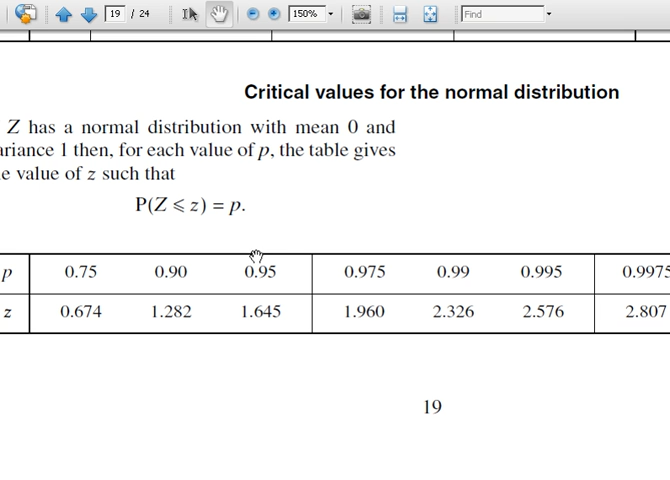 19 / 24 150% Find
Critical values for the normal distribution
Z has a normal distribution with mean 0 and
ariance 1 then, for each value of p, the table gives
e value of z such that
P(Z ⩽ z) = p.
p 0.75 0.90 0.95 0.975 0.99 0.995 0.9975
z 0.674 1.282 1.645 1.960 2.326 2.576 2.807
19